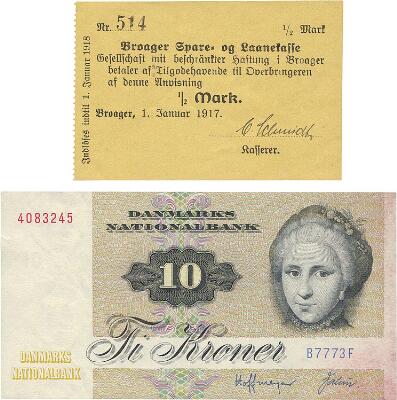 Nr. 514 1/2 Mark
Broager Spare- og Laanekasse
Gesellschaft mit beschränkter Haftung i Broager
betaler af Tilgodehavende til Overbringeren
af denne Anvisning
1/2 Mark.
Broager, 1. Januar 1917.
C. Schmidt
Kasserer.
Indløses indtil 1. Januar 1918
4083245
DANMARKS
NATIONALBANK
10
Ti Kroner
B7773F
DANMARKS
NATIONALBANK
Hoffmeyer